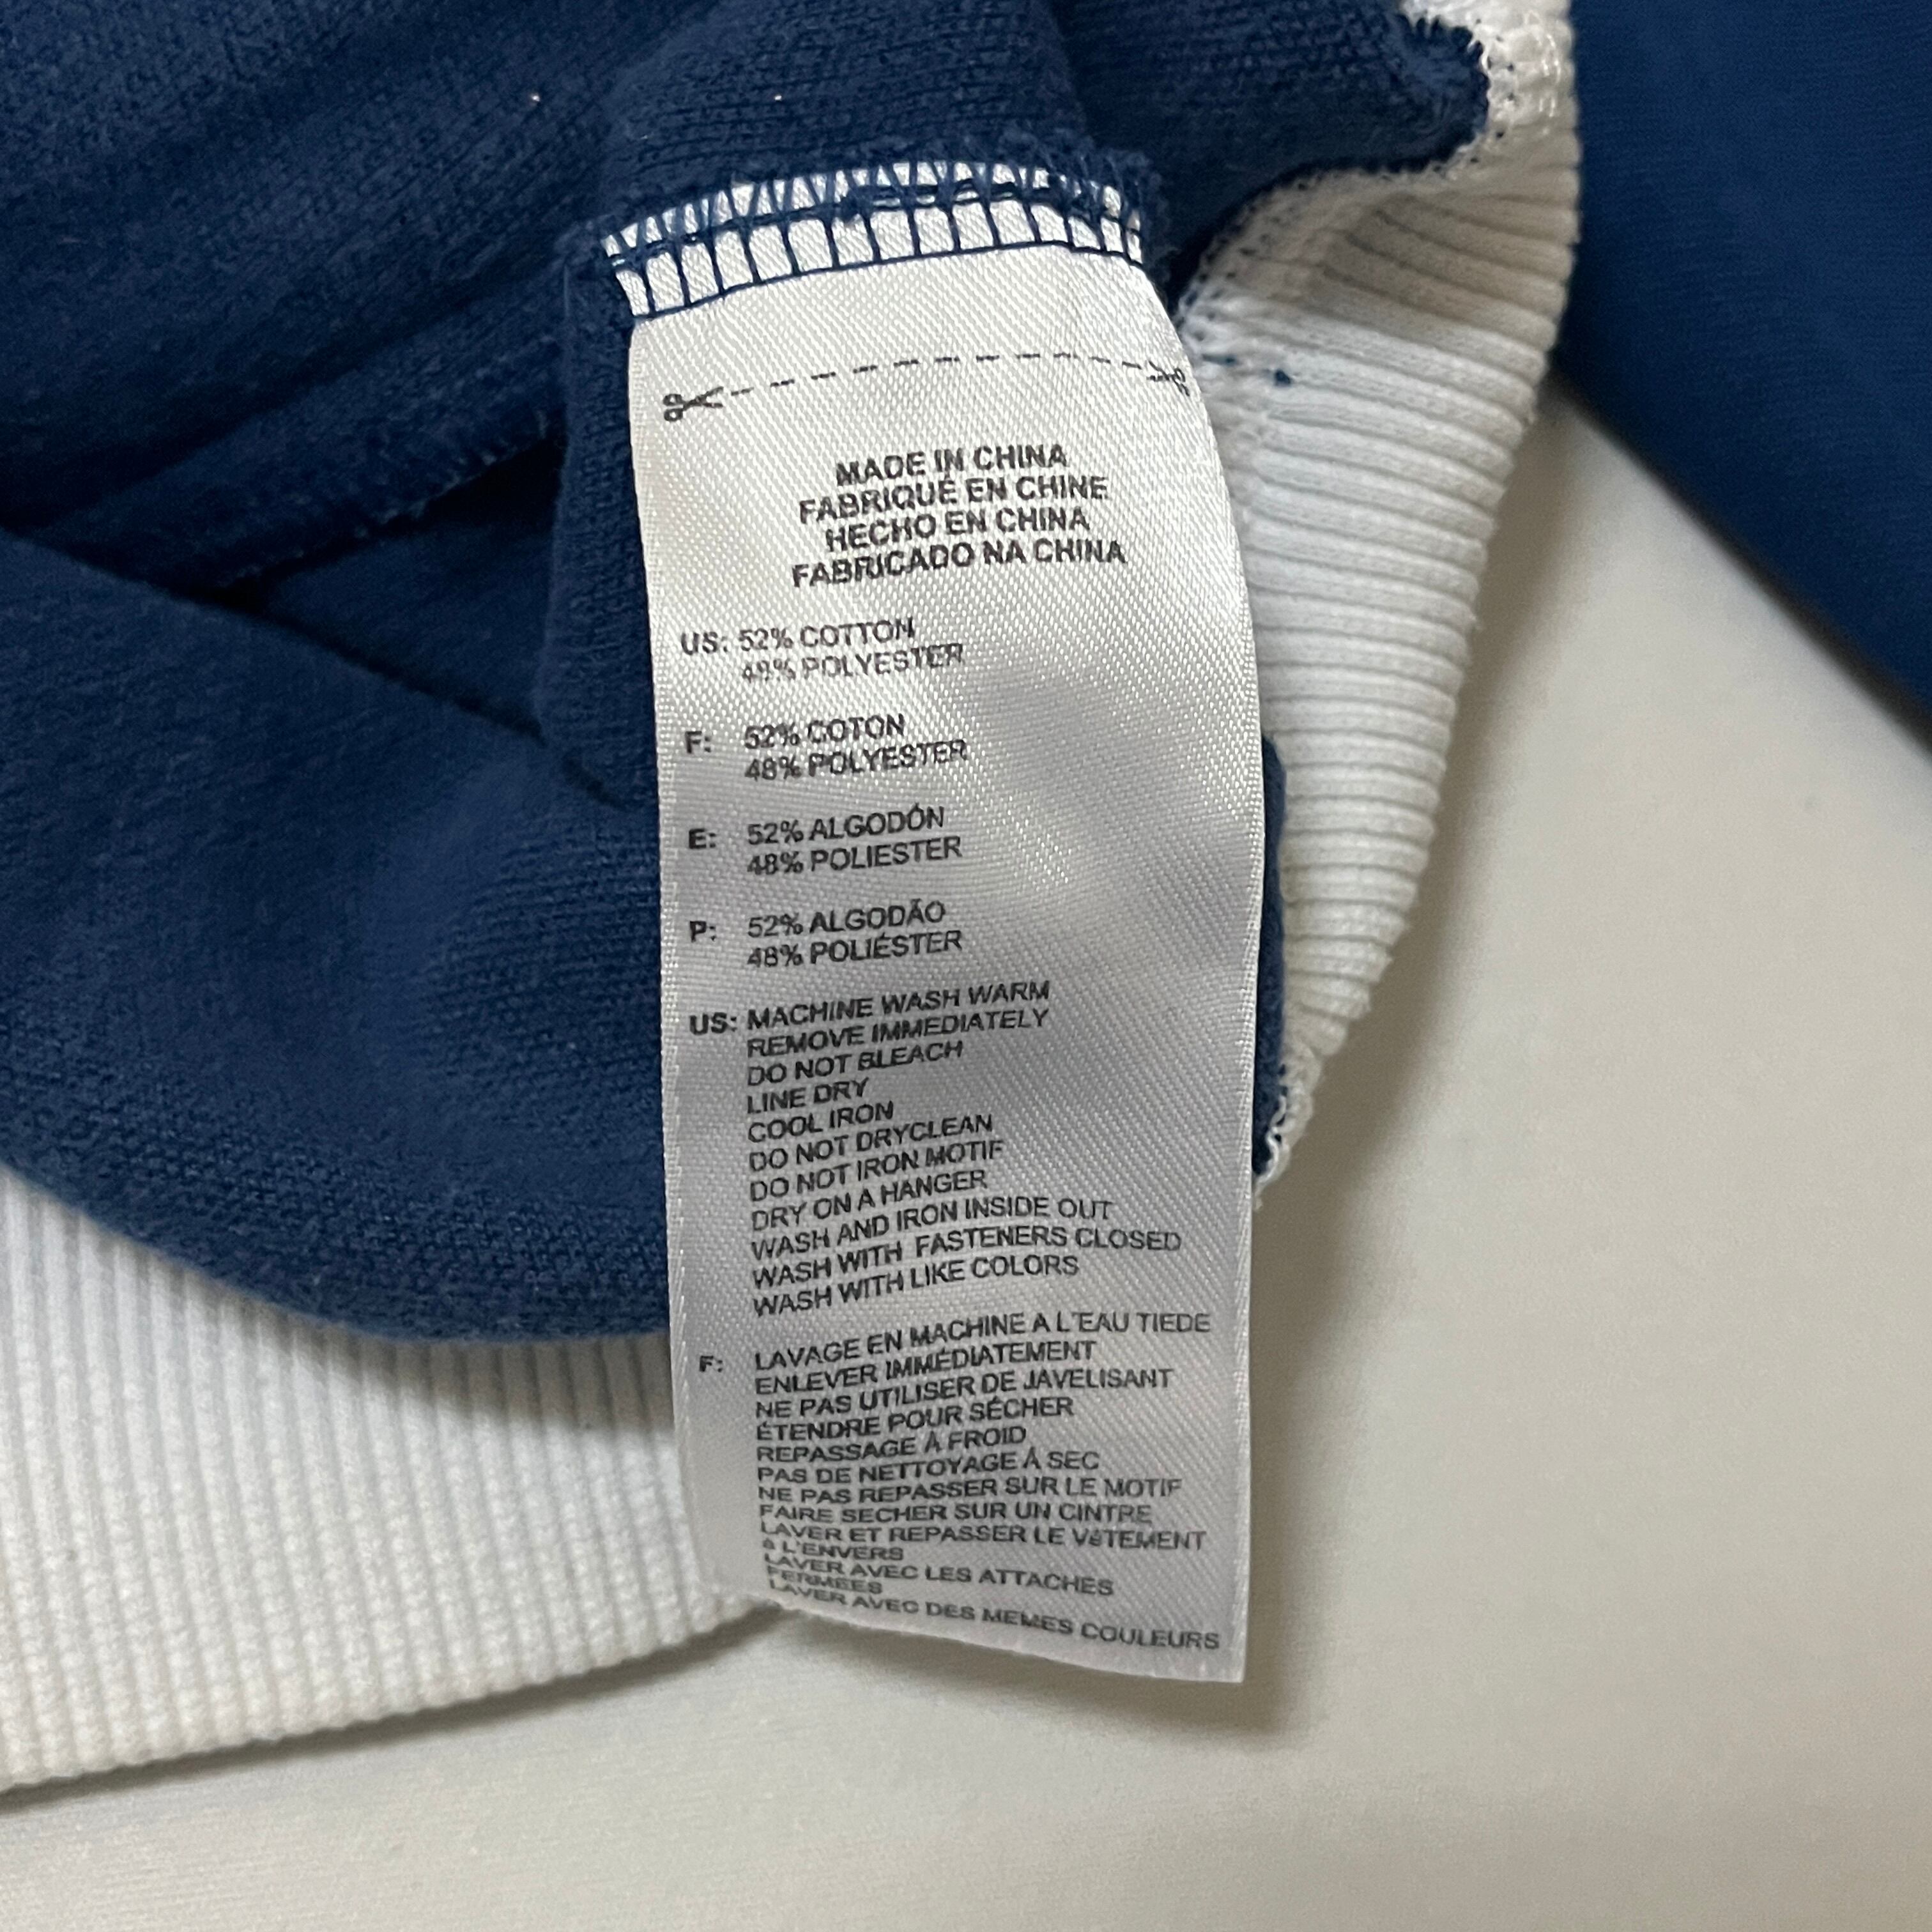 MADE IN CHINA
FABRIQUÉ EN CHINE
HECHO EN CHINA
FABRICADO NA CHINA
US: 52% COTTON
48% POLYESTER
F: 52% COTON
48% POLYESTER
E: 52% ALGODÓN
48% POLIESTER
P: 52% ALGODÃO
48% POLIÉSTER
US: MACHINE WASH WARM
REMOVE IMMEDIATELY
DO NOT BLEACH
LINE DRY
COOL IRON
DO NOT DRYCLEAN
DO NOT IRON MOTIF
DRY ON A HANGER
WASH AND IRON INSIDE OUT
WASH WITH FASTENERS CLOSED
WASH WITH LIKE COLORS
F: LAVAGE EN MACHINE A L'EAU TIEDE
ENLEVER IMMÉDIATEMENT
NE PAS UTILISER DE JAVELISANT
ÉTENDRE POUR SÉCHER
REPASSAGE À FROID
PAS DE NETTOYAGE À SEC
NE PAS REPASSER SUR LE MOTIF
FAIRE SECHER SUR UN CINTRE
LAVER ET REPASSER LE VêTEMENT
à L'ENVERS
LAVER AVEC LES ATTACHES
FERMEES
LAVER AVEC DES MEMES COULEURS